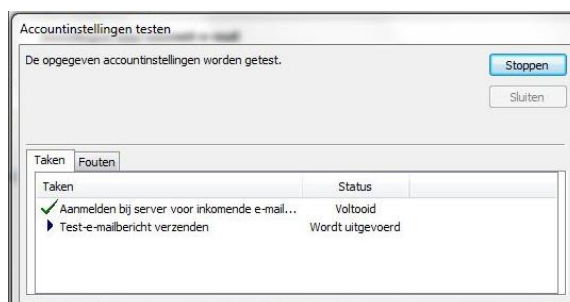 Accountinstellingen testen
De opgegeven accountinstellingen worden getest.
Stoppen
Sluiten
Taken Fouten
Taken Status
Aanmelden bij server voor inkomende e-mail... Voltooid
Test-e-mailbericht verzenden Wordt uitgevoerd